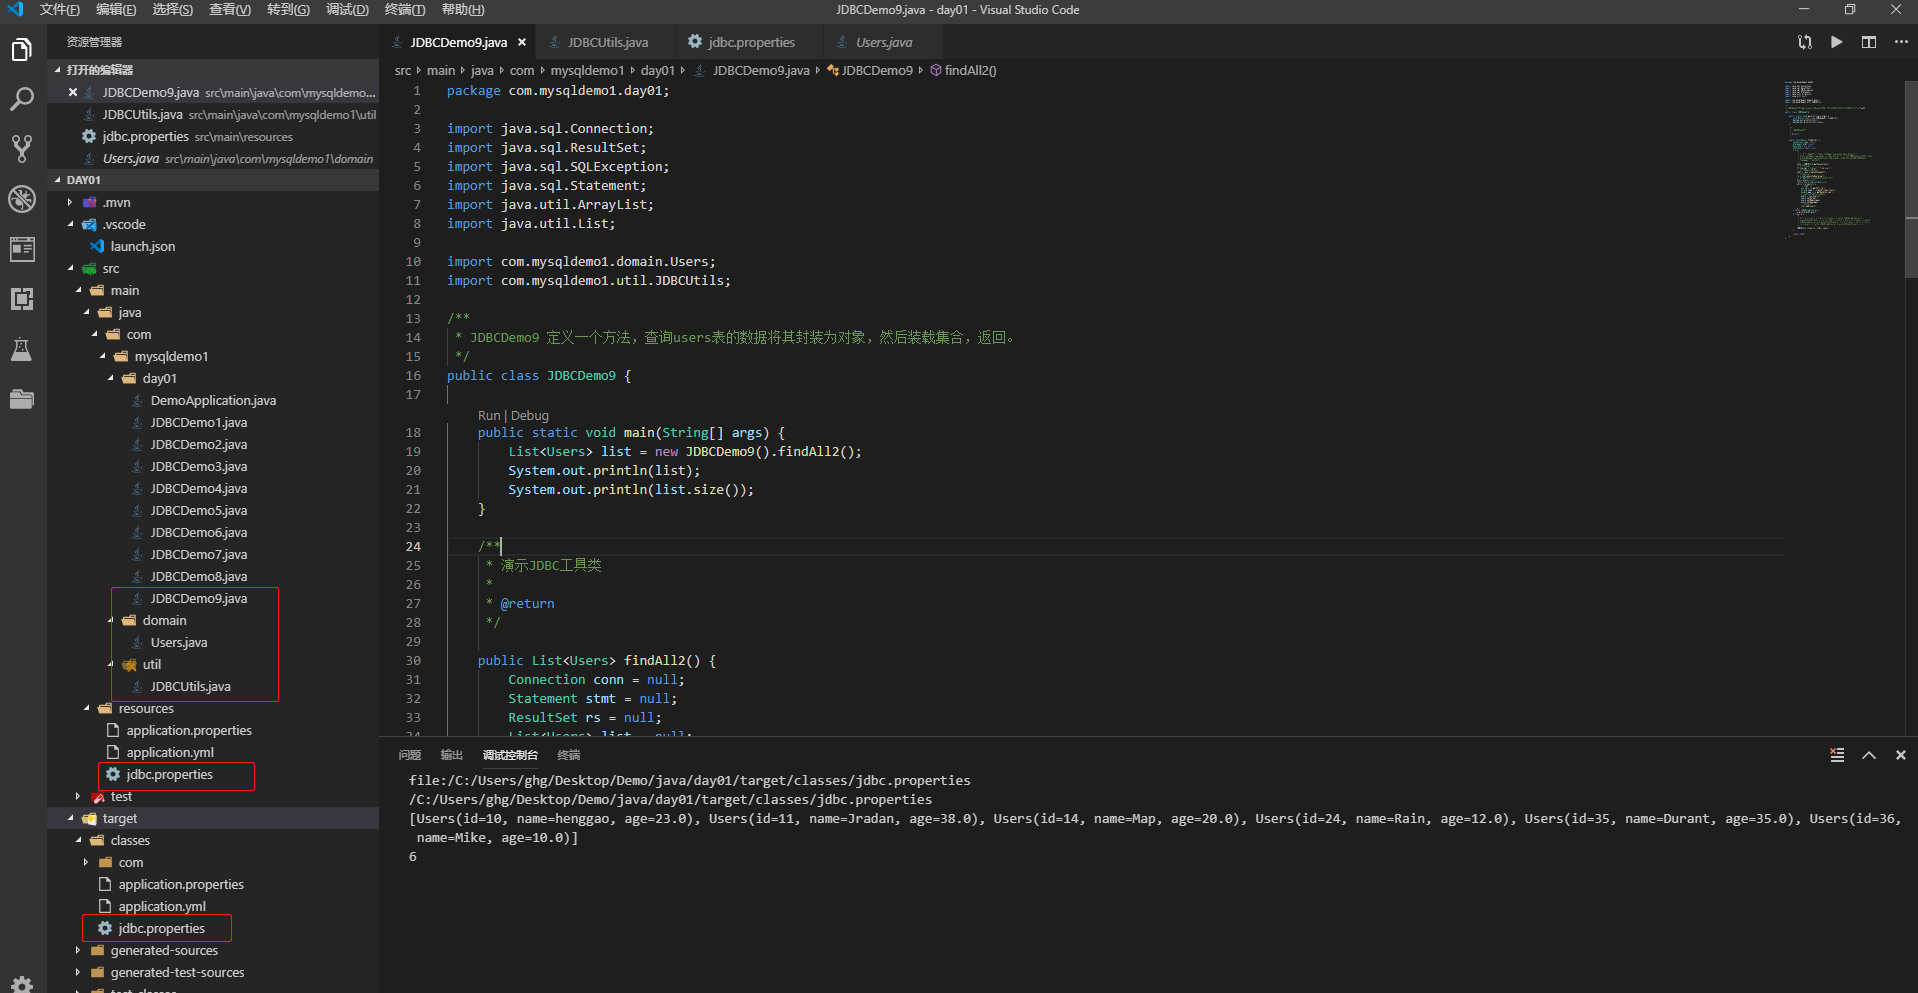 文件(F) 编辑(E) 选择(S) 查看(V) 转到(G) 调试(D) 终端(T) 帮助(H) JDBCDemo9.java - day01 - Visual Studio Code
资源管理器
打开的编辑器
JDBCDemo9.java src\main\java\com\mysqldemo...
JDBCUtils.java src\main\java\com\mysqldemo1\util
jdbc.properties src\main\resources
Users.java src\main\java\com\mysqldemo1\domain
DAY01
.mvn
.vscode
launch.json
src
main
java
com
mysqldemo1
day01
DemoApplication.java
JDBCDemo1.java
JDBCDemo2.java
JDBCDemo3.java
JDBCDemo4.java
JDBCDemo5.java
JDBCDemo6.java
JDBCDemo7.java
JDBCDemo8.java
JDBCDemo9.java
domain
Users.java
util
JDBCUtils.java
resources
application.properties
application.yml
jdbc.properties
test
target
classes
com
application.properties
application.yml
jdbc.properties
generated-sources
generated-test-sources
test-classes
JDBCDemo9.java JDBCUtils.java jdbc.properties Users.java
src main java com mysqldemo1 day01 JDBCDemo9.java JDBCDemo9 findAll2()
1 package com.mysqldemo1.day01;
2
3 import java.sql.Connection;
4 import java.sql.ResultSet;
5 import java.sql.SQLException;
6 import java.sql.Statement;
7 import java.util.ArrayList;
8 import java.util.List;
9
10 import com.mysqldemo1.domain.Users;
11 import com.mysqldemo1.util.JDBCUtils;
12
13 /**
14 * JDBCDemo9 定义一个方法，查询users表的数据将其封装为对象，然后装载集合，返回。
15 */
16 public class JDBCDemo9 {
17
Run | Debug
18 public static void main(String[] args) {
19 List<Users> list = new JDBCDemo9().findAll2();
20 System.out.println(list);
21 System.out.println(list.size());
22 }
23
24 /**
25 * 演示JDBC工具类
26 *
27 * @return
28 */
29
30 public List<Users> findAll2() {
31 Connection conn = null;
32 Statement stmt = null;
33 ResultSet rs = null;
34 List<Users> list = null;
问题 输出 调试控制台 终端
file:/C:/Users/ghg/Desktop/Demo/java/day01/target/classes/jdbc.properties
/C:/Users/ghg/Desktop/Demo/java/day01/target/classes/jdbc.properties
[Users(id=10, name=henggao, age=23.0), Users(id=11, name=Jradan, age=38.0), Users(id=14, name=Map, age=20.0), Users(id=24, name=Rain, age=12.0), Users(id=35, name=Durant, age=35.0), Users(id=36,
name=Mike, age=10.0)]
6